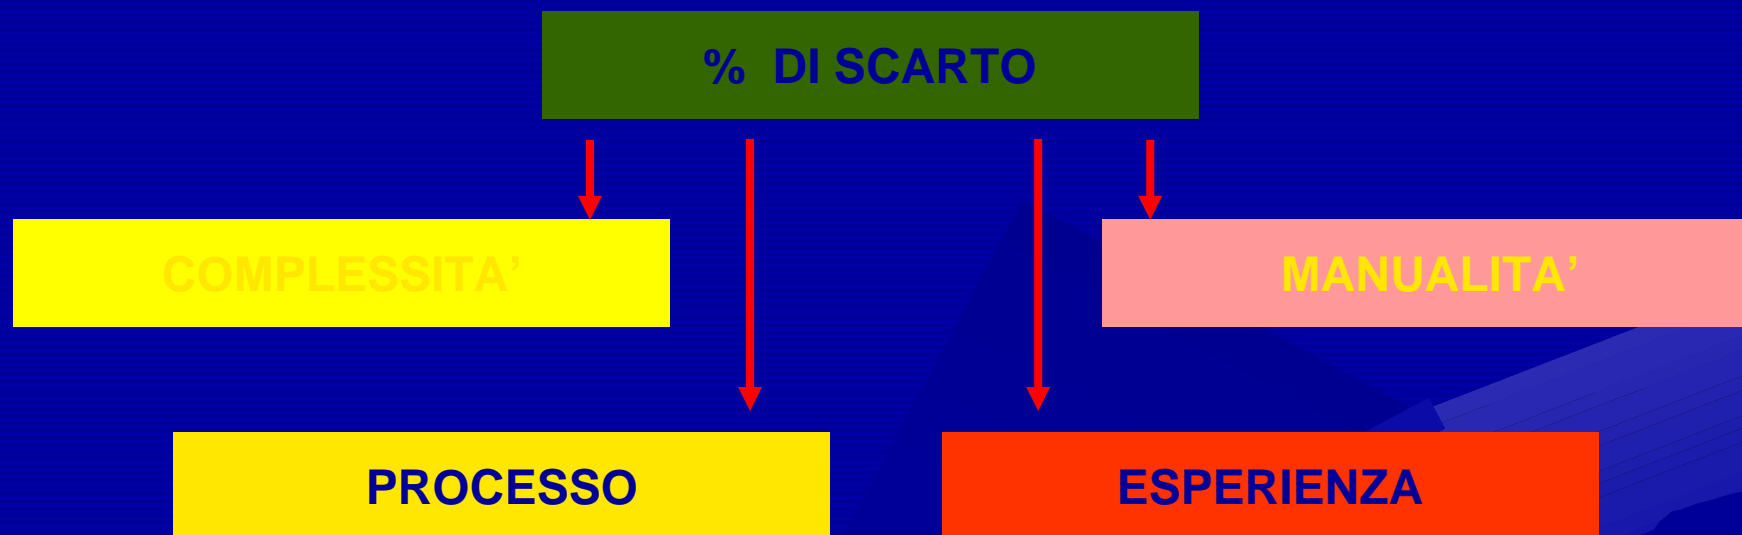 % DI SCARTO
COMPLESSITA’
MANUALITA’
PROCESSO
ESPERIENZA